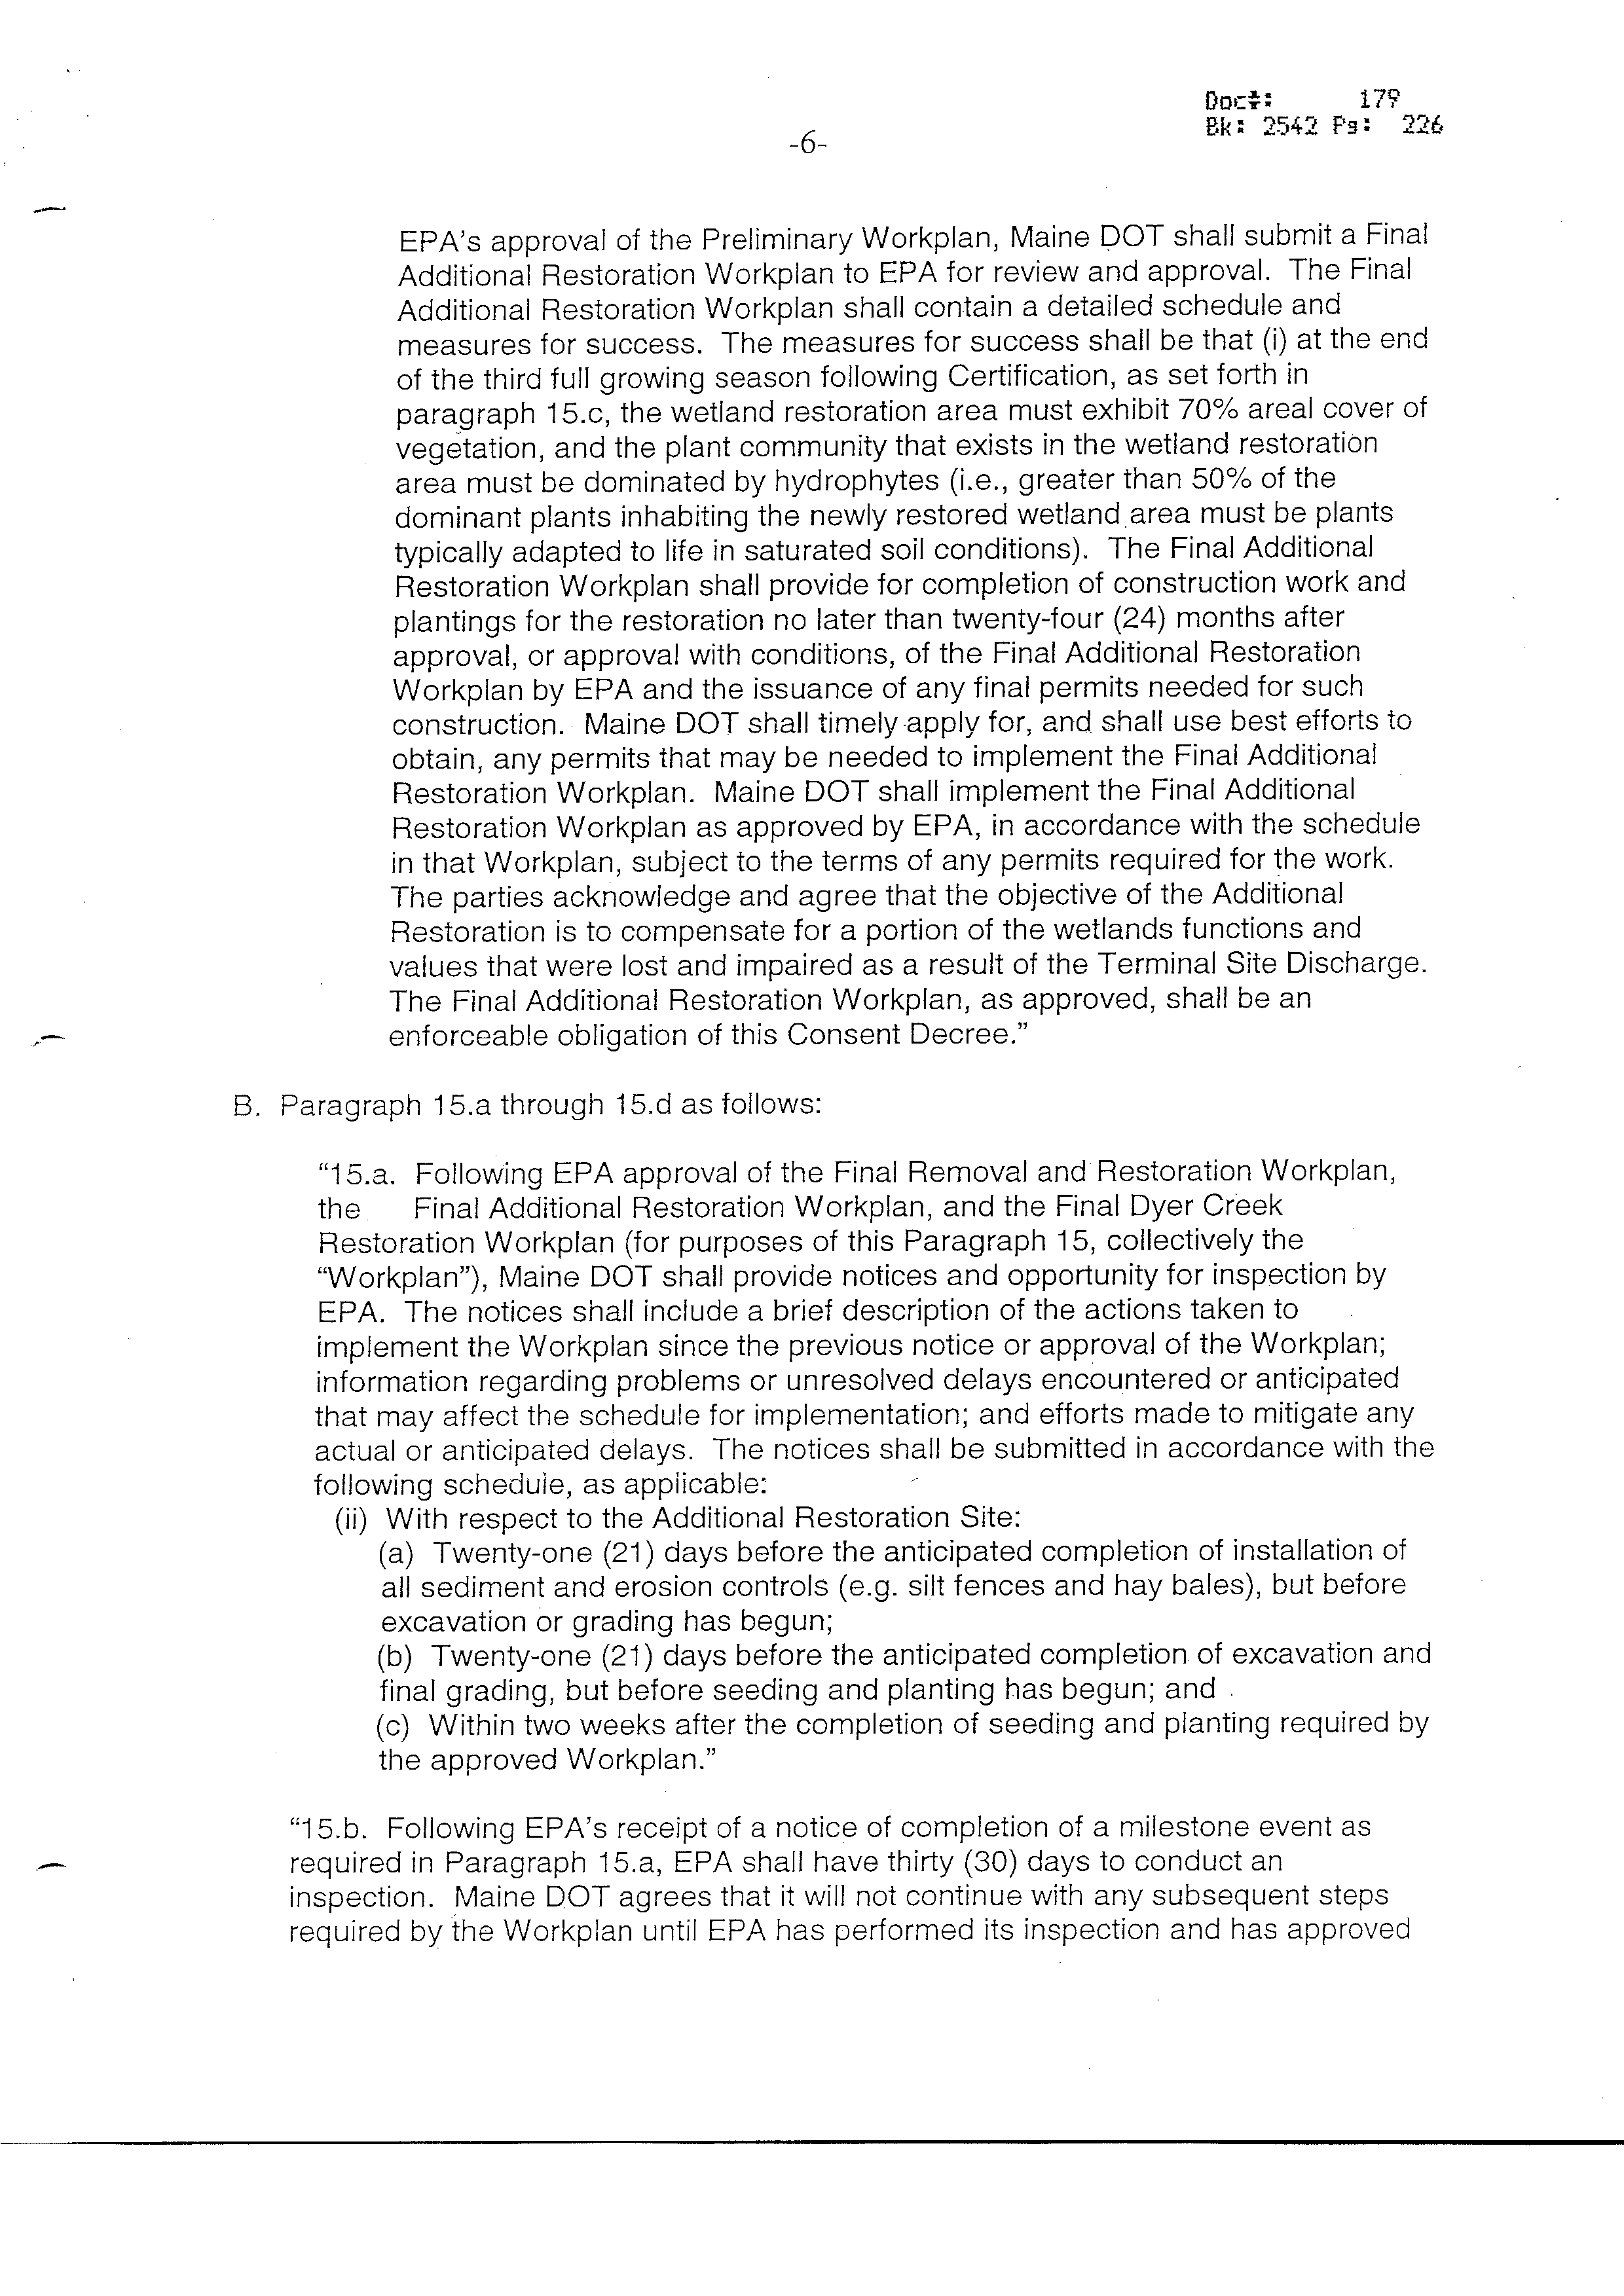 Doc#: 179
Bk: 2542 Pg: 226
-6-
EPA's approval of the Preliminary Workplan, Maine DOT shall submit a Final
Additional Restoration Workplan to EPA for review and approval. The Final
Additional Restoration Workplan shall contain a detailed schedule and
measures for success. The measures for success shall be that (i) at the end
of the third full growing season following Certification, as set forth in
paragraph 15.c, the wetland restoration area must exhibit 70% areal cover of
vegetation, and the plant community that exists in the wetland restoration
area must be dominated by hydrophytes (i.e., greater than 50% of the
dominant plants inhabiting the newly restored wetland area must be plants
typically adapted to life in saturated soil conditions). The Final Additional
Restoration Workplan shall provide for completion of construction work and
plantings for the restoration no later than twenty-four (24) months after
approval, or approval with conditions, of the Final Additional Restoration
Workplan by EPA and the issuance of any final permits needed for such
construction. Maine DOT shall timely apply for, and shall use best efforts to
obtain, any permits that may be needed to implement the Final Additional
Restoration Workplan. Maine DOT shall implement the Final Additional
Restoration Workplan as approved by EPA, in accordance with the schedule
in that Workplan, subject to the terms of any permits required for the work.
The parties acknowledge and agree that the objective of the Additional
Restoration is to compensate for a portion of the wetlands functions and
values that were lost and impaired as a result of the Terminal Site Discharge.
The Final Additional Restoration Workplan, as approved, shall be an
enforceable obligation of this Consent Decree."
B. Paragraph 15.a through 15.d as follows:
"15.a. Following EPA approval of the Final Removal and Restoration Workplan,
the Final Additional Restoration Workplan, and the Final Dyer Creek
Restoration Workplan (for purposes of this Paragraph 15, collectively the
"Workplan"), Maine DOT shall provide notices and opportunity for inspection by
EPA. The notices shall include a brief description of the actions taken to
implement the Workplan since the previous notice or approval of the Workplan;
information regarding problems or unresolved delays encountered or anticipated
that may affect the schedule for implementation; and efforts made to mitigate any
actual or anticipated delays. The notices shall be submitted in accordance with the
following schedule, as applicable:
(ii) With respect to the Additional Restoration Site:
(a) Twenty-one (21) days before the anticipated completion of installation of
all sediment and erosion controls (e.g. silt fences and hay bales), but before
excavation or grading has begun;
(b) Twenty-one (21) days before the anticipated completion of excavation and
final grading, but before seeding and planting has begun; and
(c) Within two weeks after the completion of seeding and planting required by
the approved Workplan."
"15.b. Following EPA's receipt of a notice of completion of a milestone event as
required in Paragraph 15.a, EPA shall have thirty (30) days to conduct an
inspection. Maine DOT agrees that it will not continue with any subsequent steps
required by the Workplan until EPA has performed its inspection and has approved